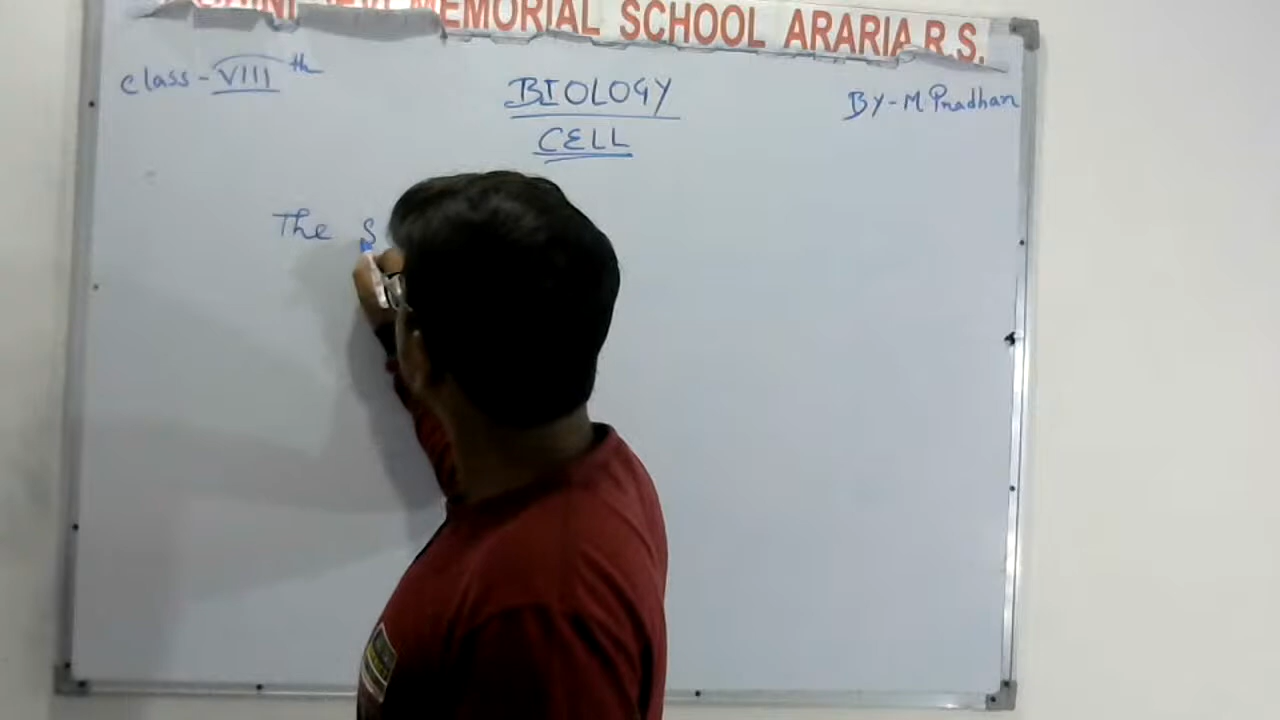 MEMORIAL SCHOOL ARARIA R.S.
Class - VIII th
BIOLOGY
By - M Pradhan
CELL
The S